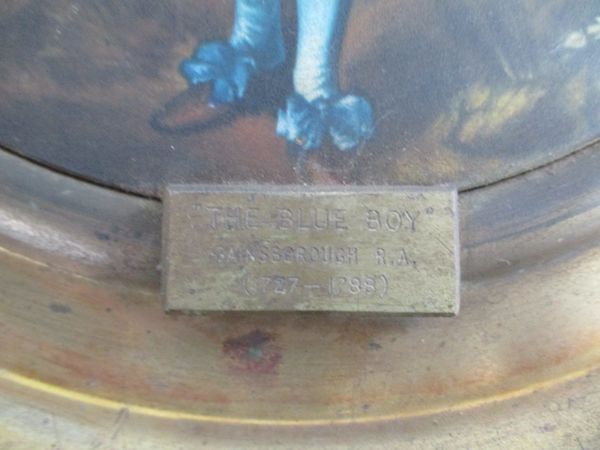 "THE BLUE BOY"
GAINSBOROUGH R.A.
(1727-1788)